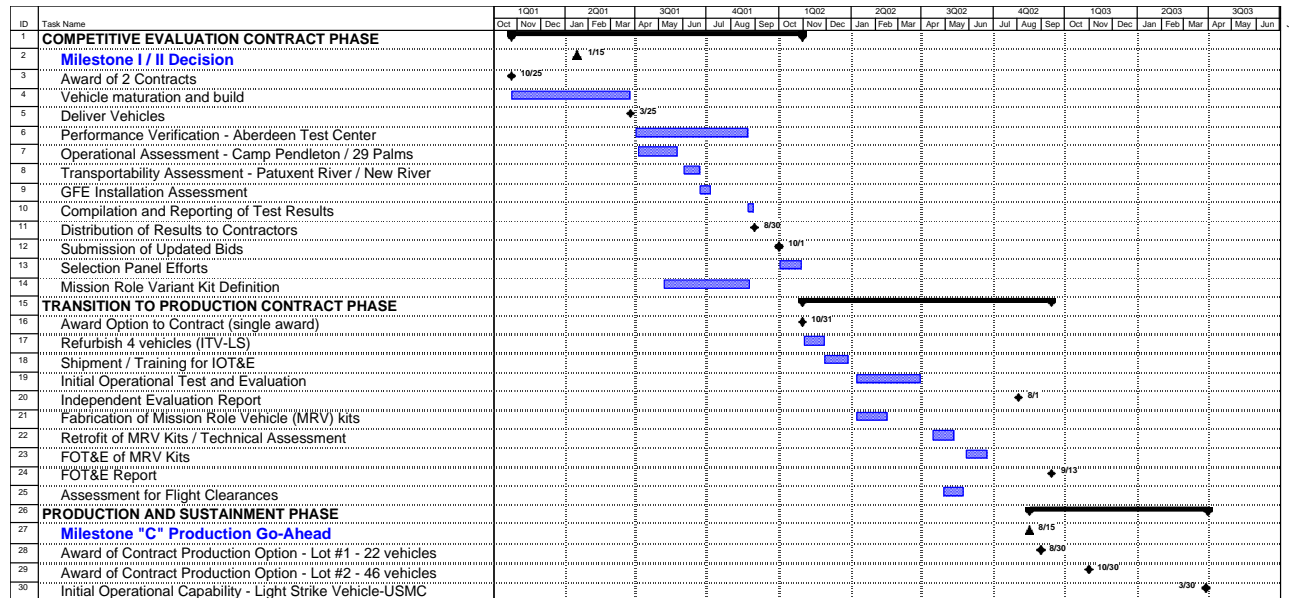 1Q01 2Q01 3Q01 4Q01 1Q02 2Q02 3Q02 4Q02 1Q03 2Q03 3Q03
ID Task Name Oct Nov Dec Jan Feb Mar Apr May Jun Jul Aug Sep Oct Nov Dec Jan Feb Mar Apr May Jun Jul Aug Sep Oct Nov Dec Jan Feb Mar Apr May Jun
1 COMPETITIVE EVALUATION CONTRACT PHASE
2 Milestone I / II Decision 1/15
3 Award of 2 Contracts 10/25
4 Vehicle maturation and build
5 Deliver Vehicles 3/25
6 Performance Verification - Aberdeen Test Center
7 Operational Assessment - Camp Pendleton / 29 Palms
8 Transportability Assessment - Patuxent River / New River
9 GFE Installation Assessment
10 Compilation and Reporting of Test Results
11 Distribution of Results to Contractors 8/30
12 Submission of Updated Bids 10/1
13 Selection Panel Efforts
14 Mission Role Variant Kit Definition
15 TRANSITION TO PRODUCTION CONTRACT PHASE
16 Award Option to Contract (single award) 10/31
17 Refurbish 4 vehicles (ITV-LS)
18 Shipment / Training for IOT&E
19 Initial Operational Test and Evaluation
20 Independent Evaluation Report 8/1
21 Fabrication of Mission Role Vehicle (MRV) kits
22 Retrofit of MRV Kits / Technical Assessment
23 FOT&E of MRV Kits
24 FOT&E Report 9/13
25 Assessment for Flight Clearances
26 PRODUCTION AND SUSTAINMENT PHASE
27 Milestone "C" Production Go-Ahead 8/15
28 Award of Contract Production Option - Lot #1 - 22 vehicles 8/30
29 Award of Contract Production Option - Lot #2 - 46 vehicles 10/30
30 Initial Operational Capability - Light Strike Vehicle-USMC 3/30